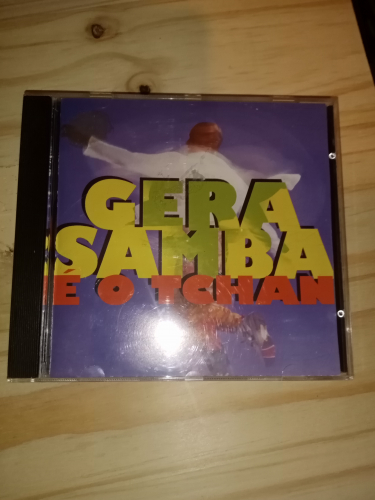 GERA
SAMBA
É O TCHAN